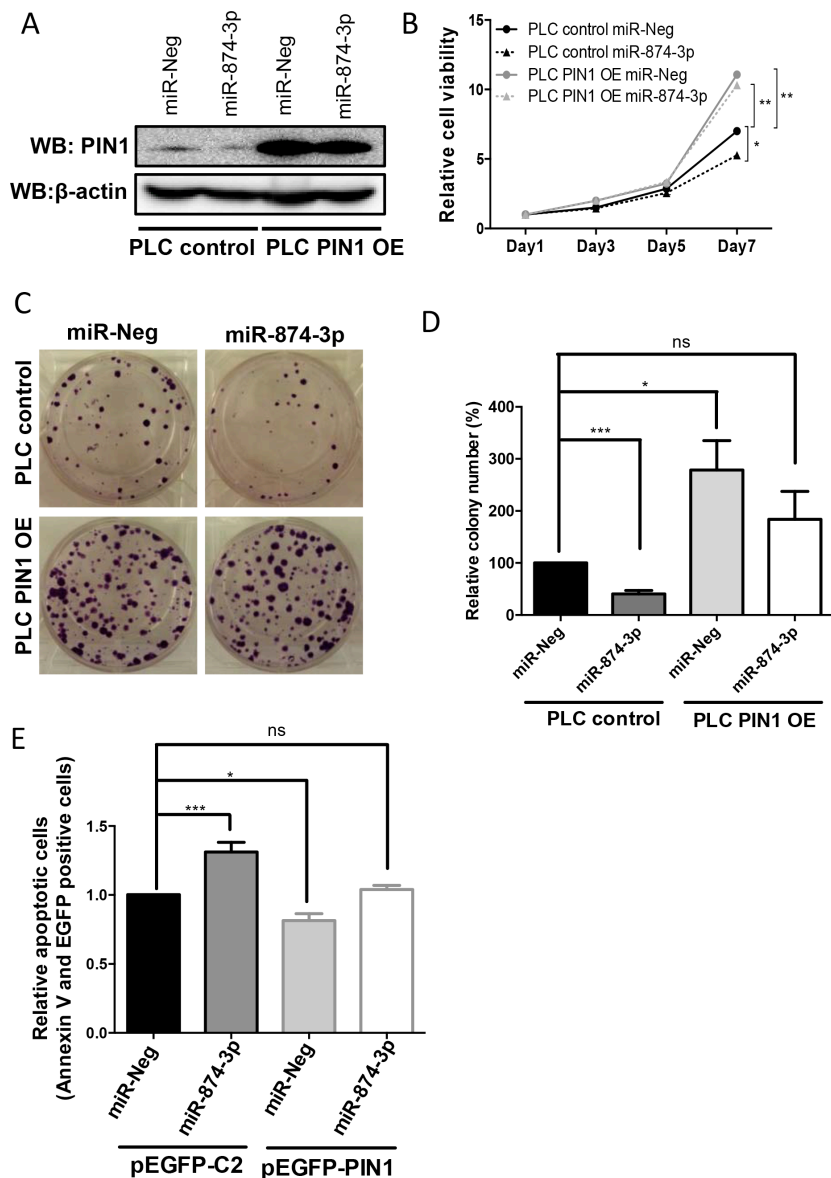 A
miR-Neg
miR-874-3p
miR-Neg
miR-874-3p
WB: PIN1
WB:β-actin
PLC control
PLC PIN1 OE
B
Relative cell viability
15
10
5
0
PLC control miR-Neg
PLC control miR-874-3p
PLC PIN1 OE miR-Neg
PLC PIN1 OE miR-874-3p
**
**
*
Day1
Day3
Day5
Day7
C
miR-Neg
miR-874-3p
PLC control
PLC PIN1 OE
D
Relative colony number (%)
400
300
200
100
0
ns
*
***
miR-Neg
miR-874-3p
miR-Neg
miR-874-3p
PLC control
PLC PIN1 OE
E
Relative apoptotic cells
(Annexin V and EGFP positive cells)
1.5
1.0
0.5
0.0
ns
*
***
miR-Neg
miR-874-3p
miR-Neg
miR-874-3p
pEGFP-C2
pEGFP-PIN1